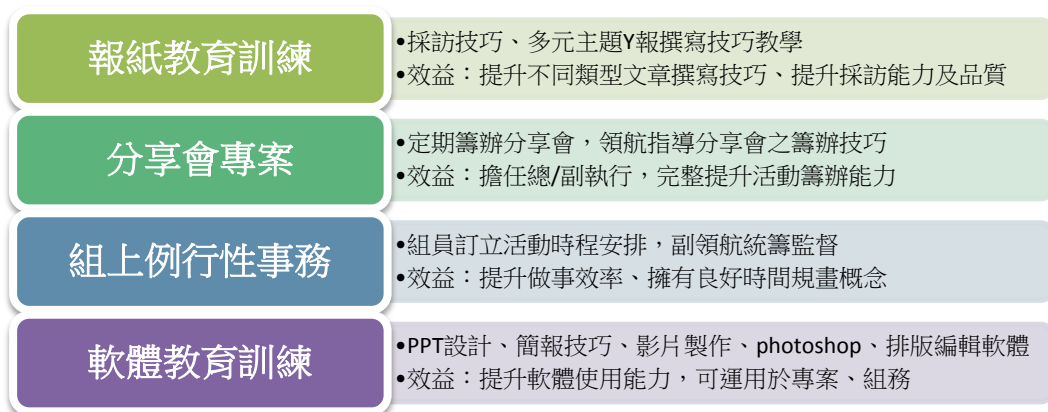 報紙教育訓練
•採訪技巧、多元主題Y報撰寫技巧教學
•效益：提升不同類型文章撰寫技巧、提升採訪能力及品質
分享會專案
•定期籌辦分享會，領航指導分享會之籌辦技巧
•效益：擔任總/副執行，完整提升活動籌辦能力
組上例行性事務
•組員訂立活動時程安排，副領航統籌監督
•效益：提升做事效率、擁有良好時間規畫概念
軟體教育訓練
•PPT設計、簡報技巧、影片製作、photoshop、排版編輯軟體
•效益：提升軟體使用能力，可運用於專案、組務